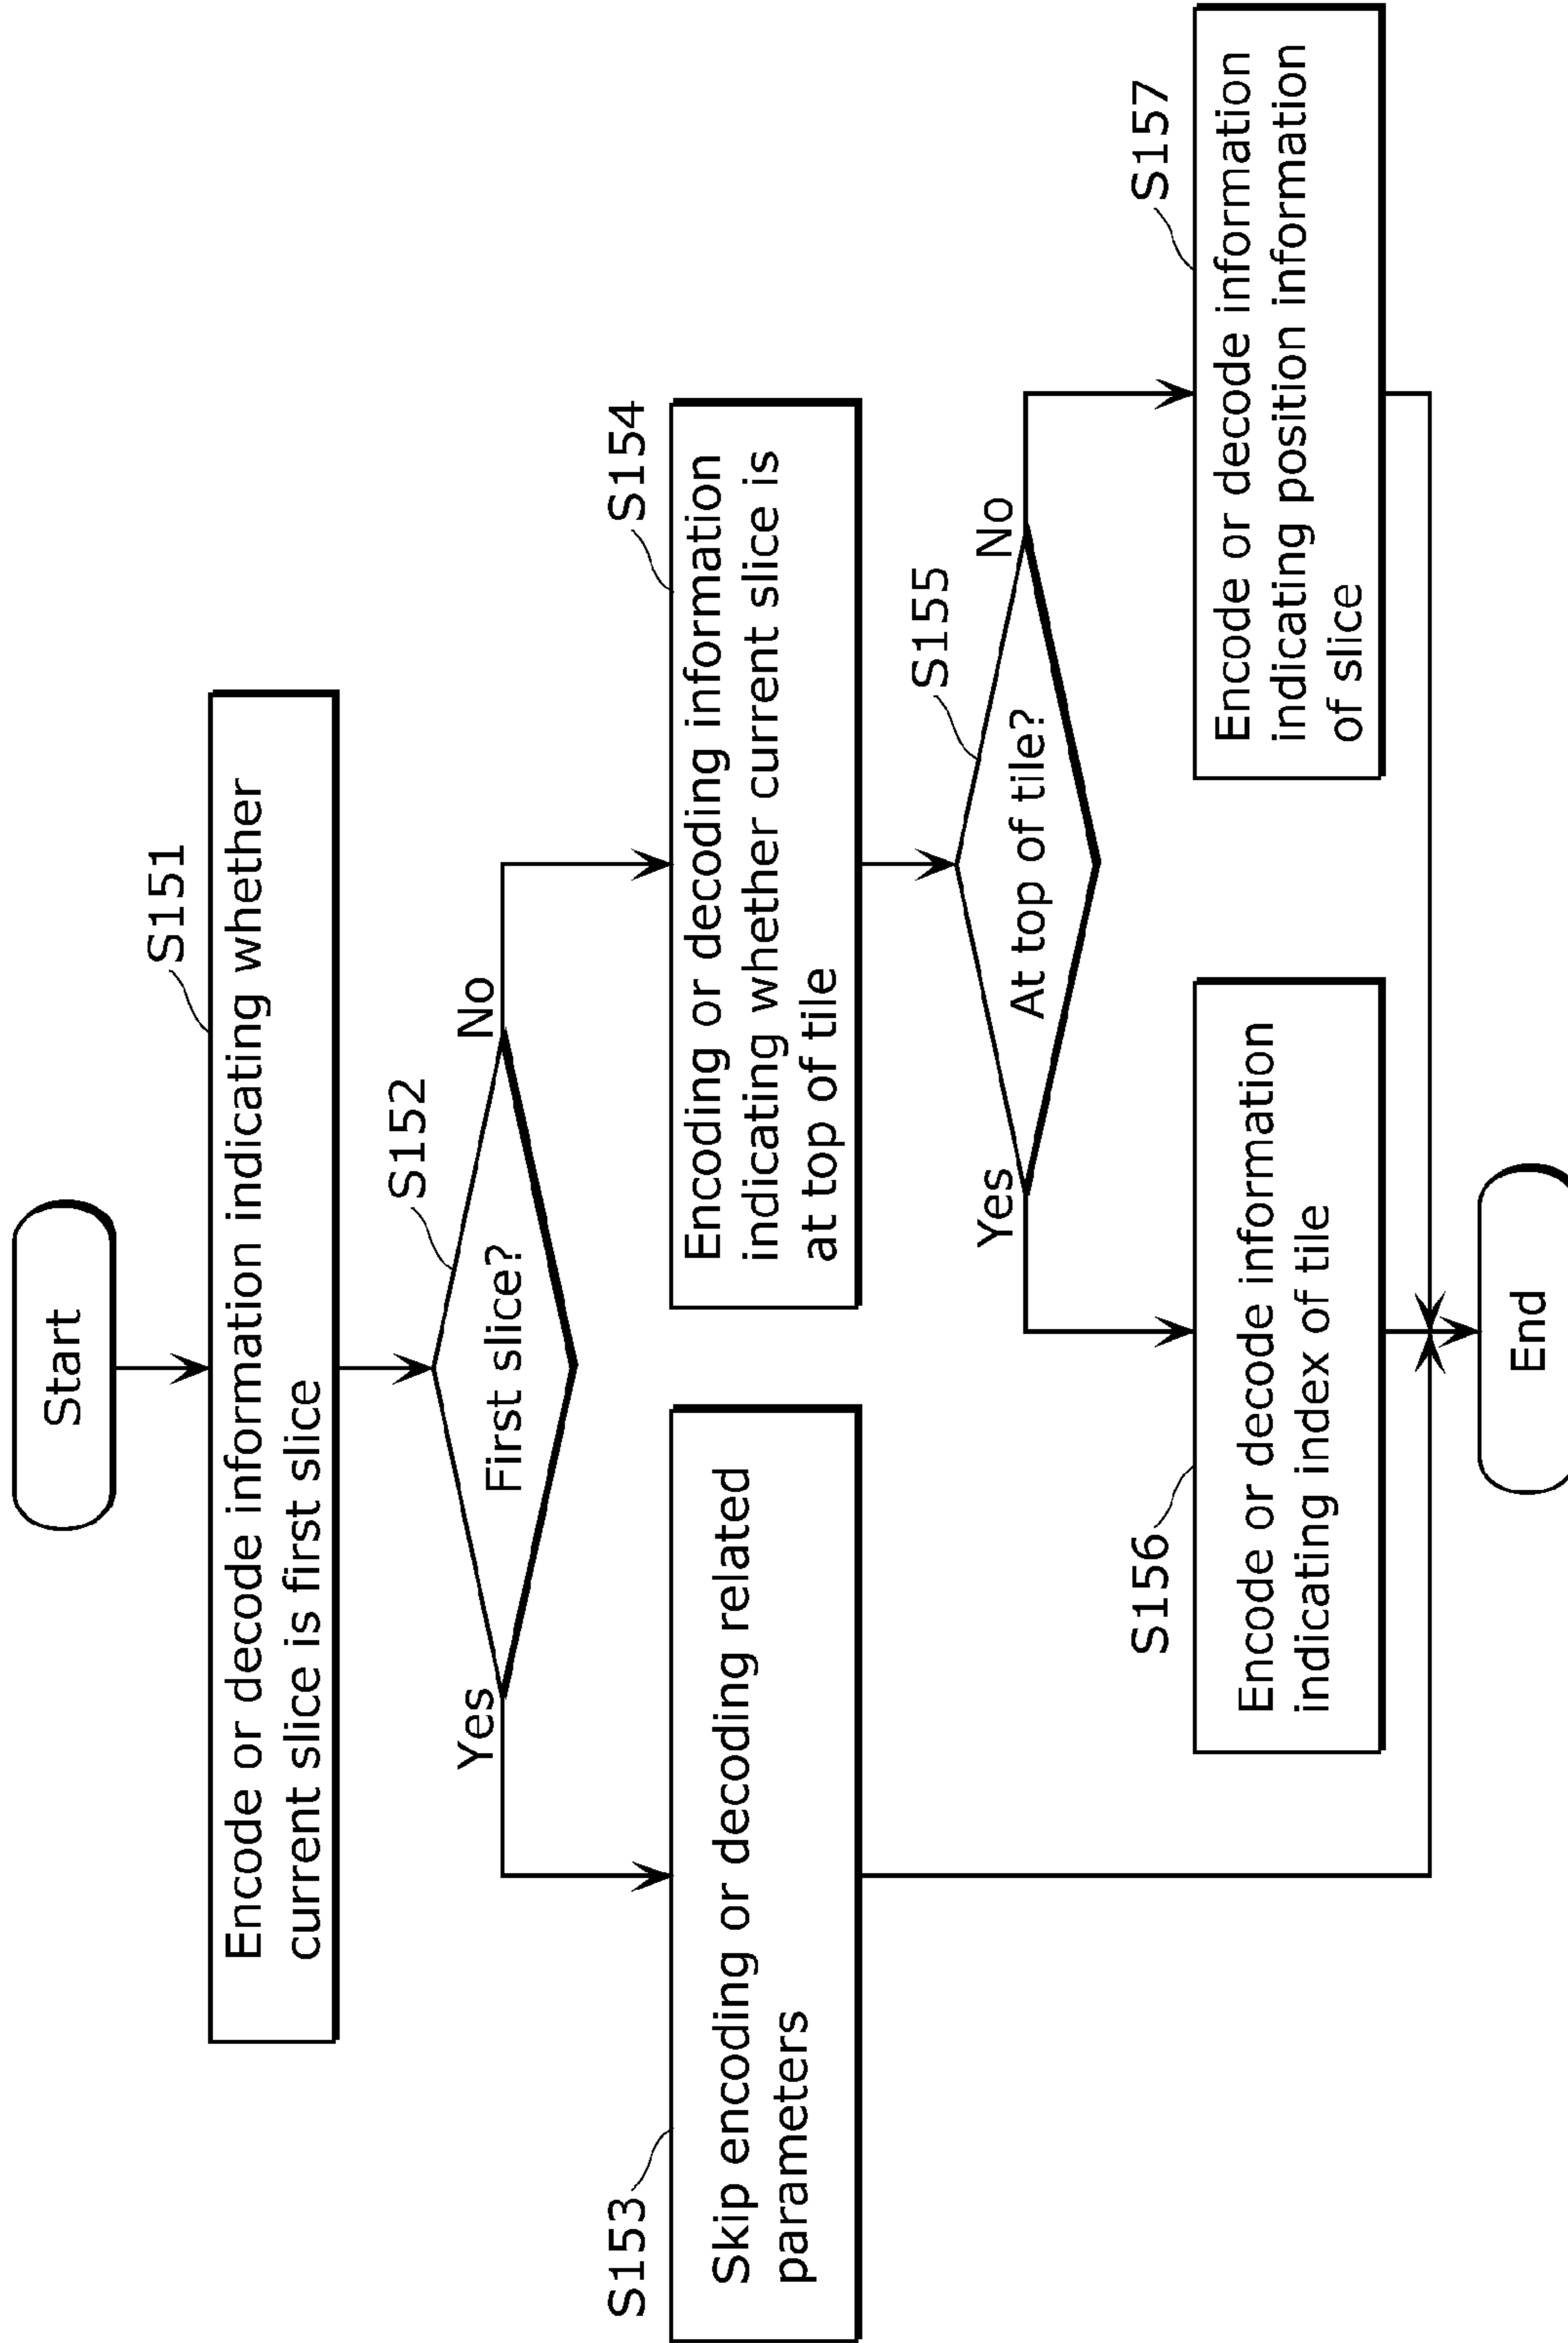 Start
S151
Encode or decode information indicating whether
current slice is first slice
S152
First slice?
Yes
No
S153
Skip encoding or decoding related
parameters
S154
Encoding or decoding information
indicating whether current slice is
at top of tile
S155
At top of tile?
Yes
No
S156
Encode or decode information
indicating index of tile
S157
Encode or decode information
indicating position information
of slice
End